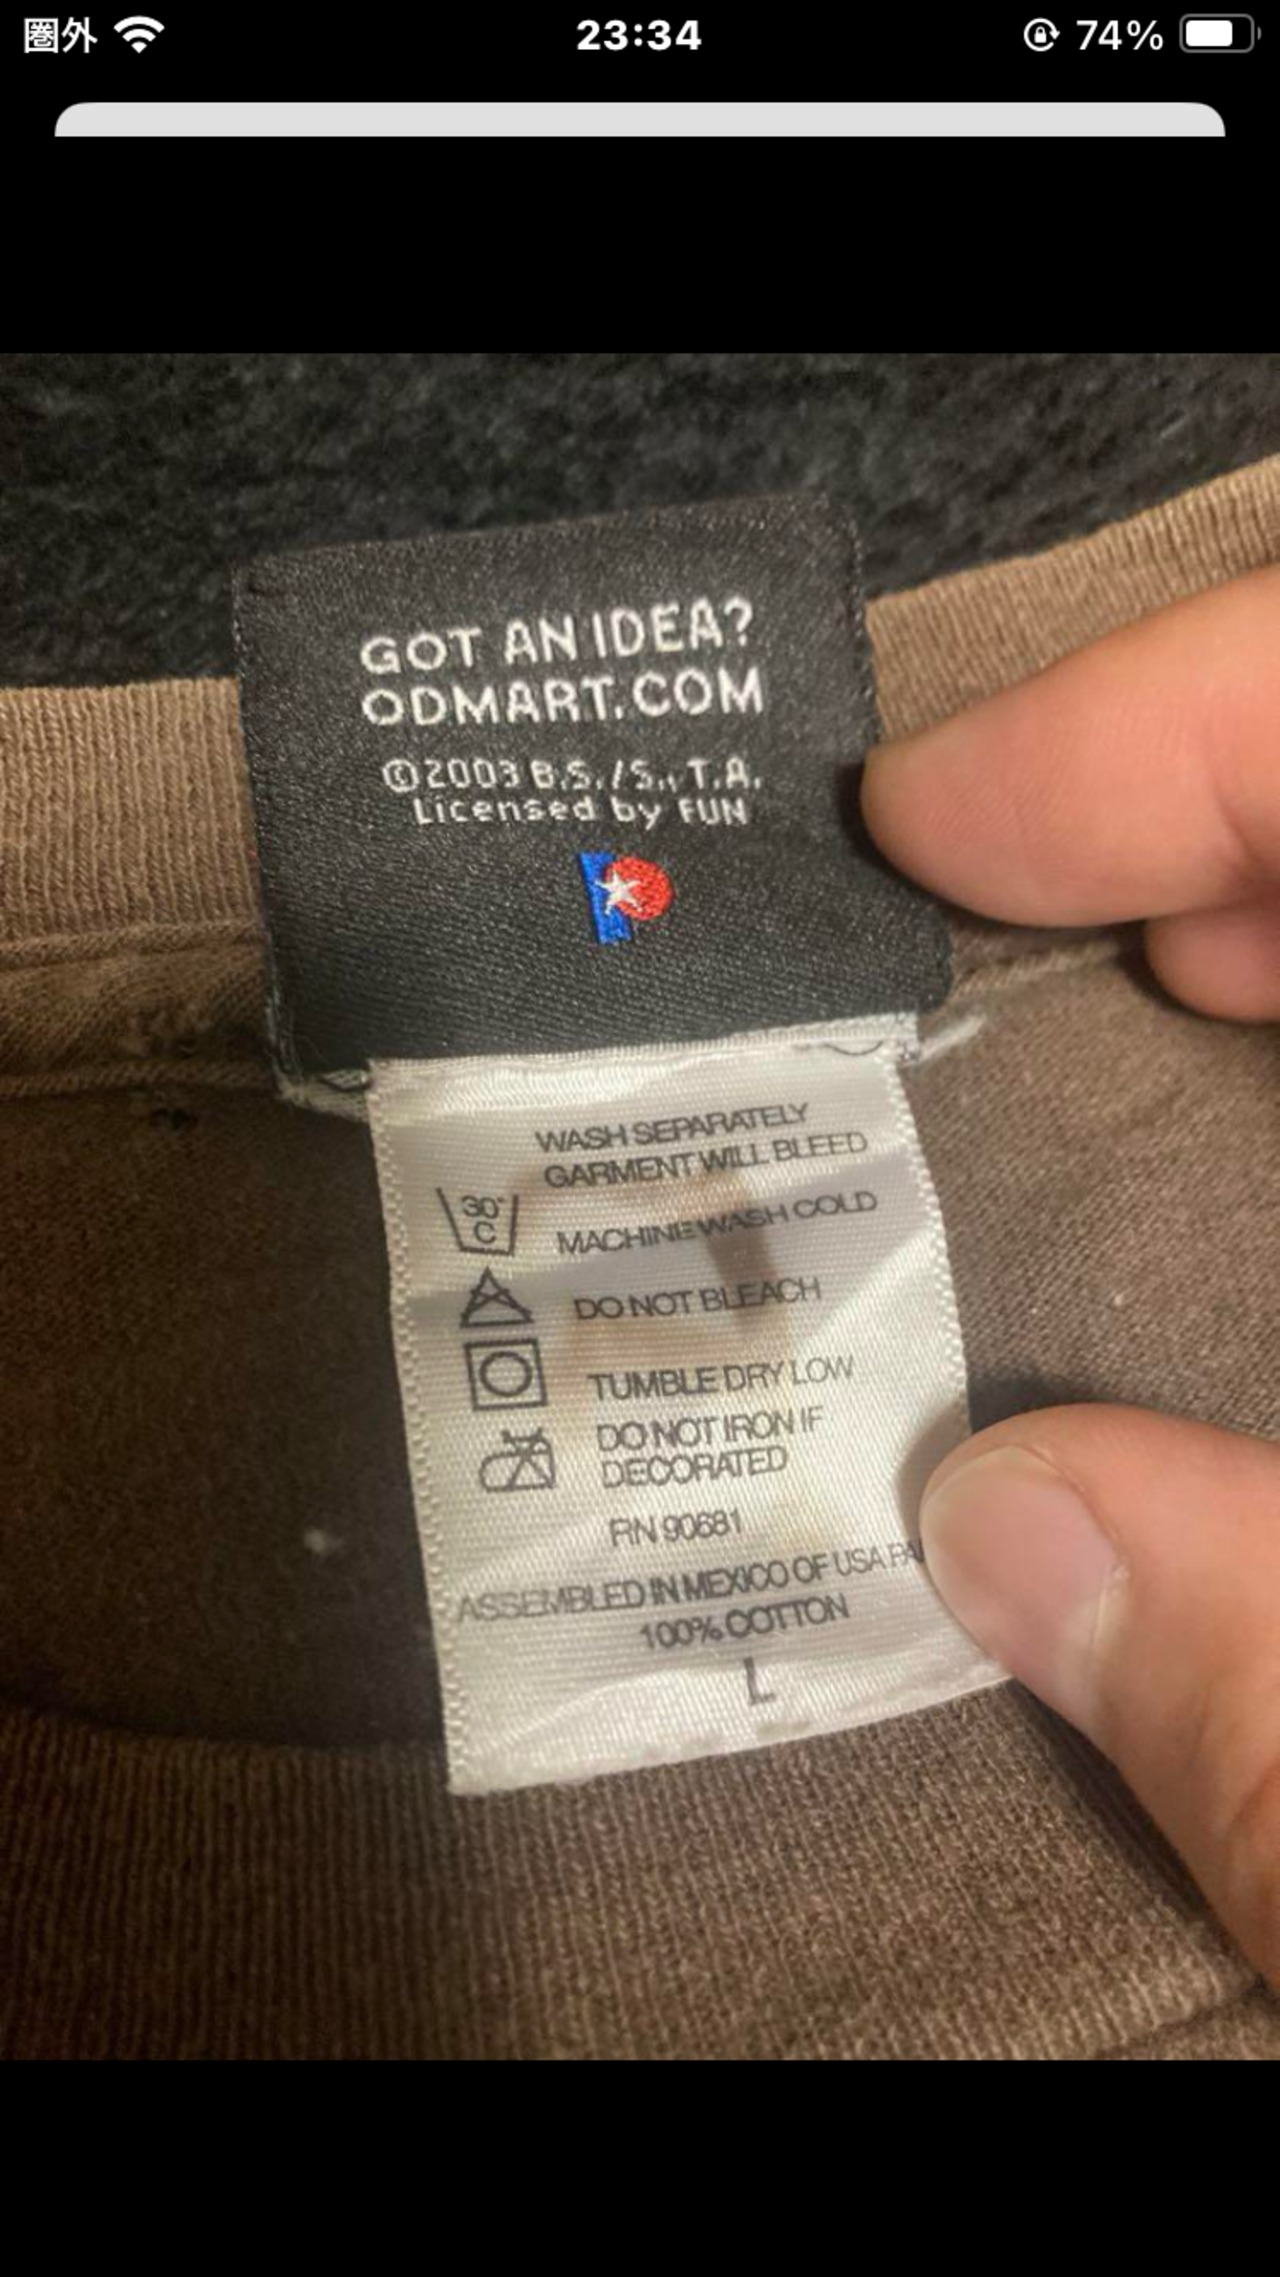 圏外
23:34
74%
GOT AN IDEA?
ODMART.COM
©2003 B.S./S., T.A.
Licensed by FUN
WASH SEPARATELY
GARMENT WILL BLEED
30°
C
MACHINE WASH COLD
DO NOT BLEACH
TUMBLE DRY LOW
DO NOT IRON IF
DECORATED
RN 90681
ASSEMBLED IN MEXICO OF USA
100% COTTON
L